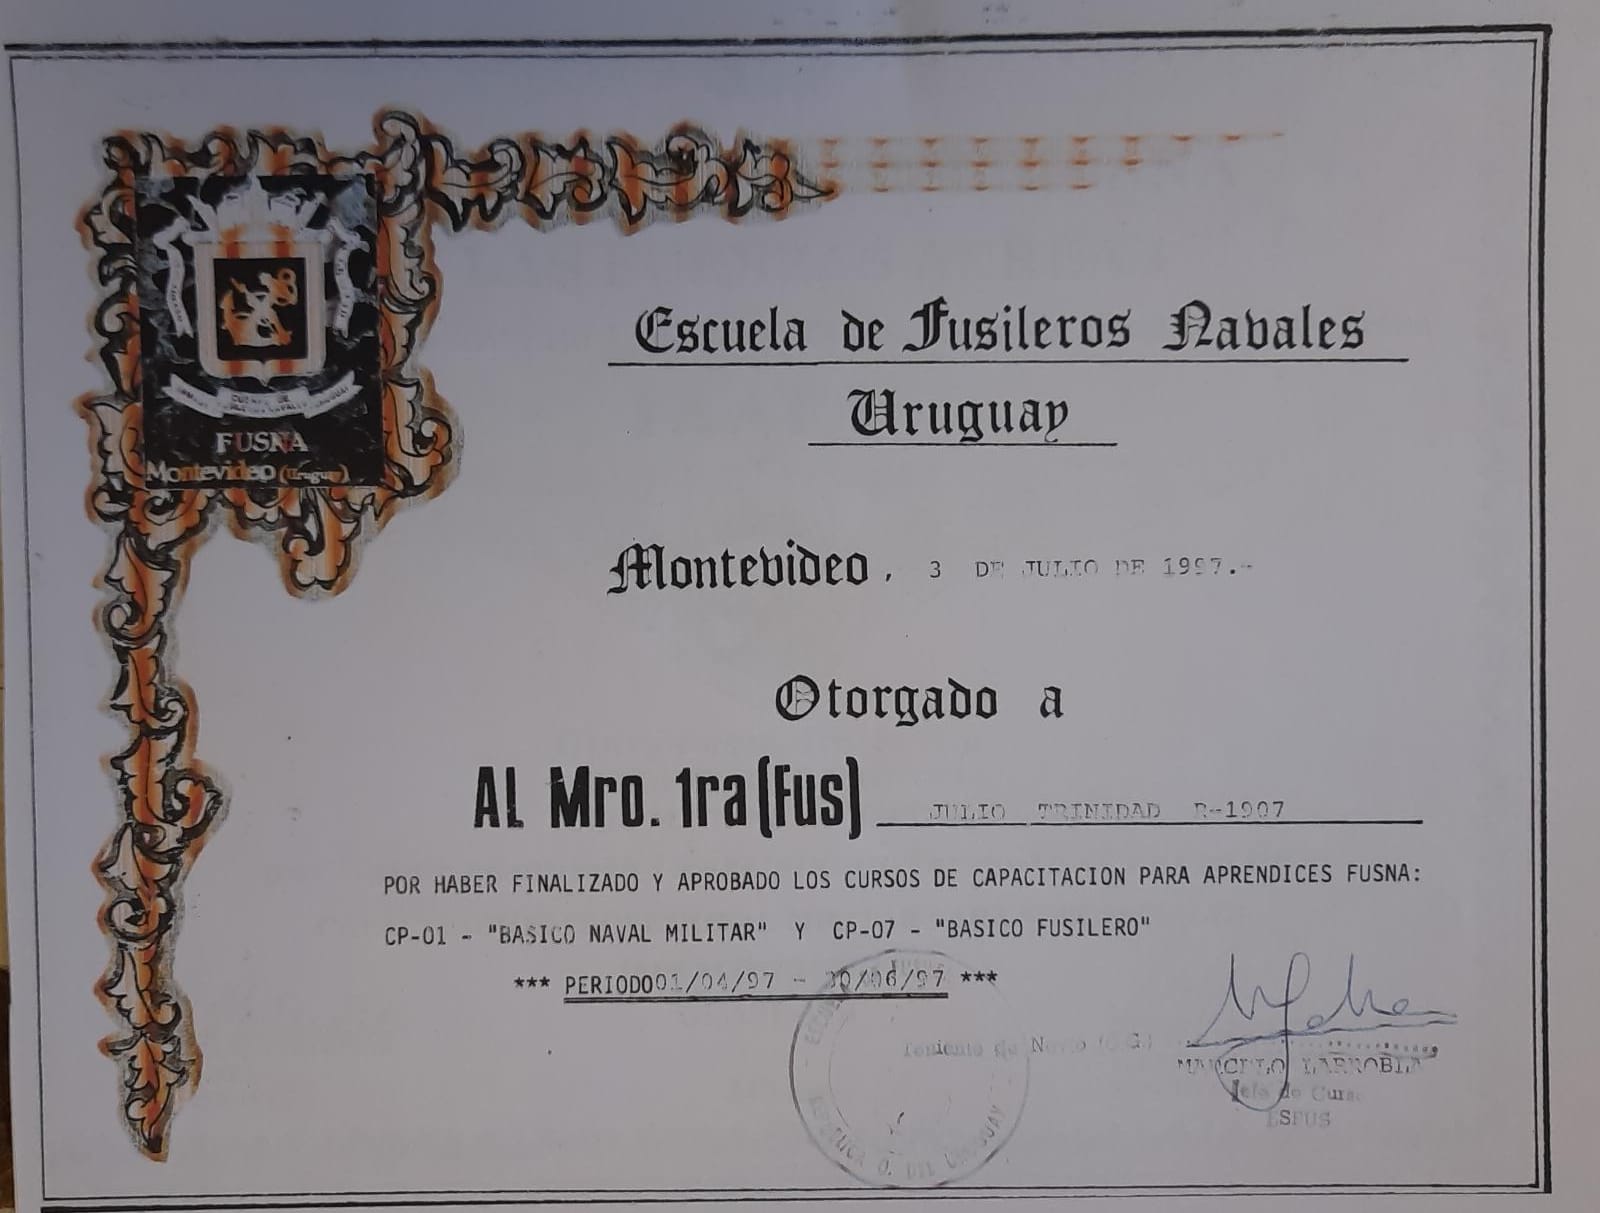 FUSNA
Montevideo (Uruguay)
Escuela de Fusileros Navales
Uruguay
Montevideo, 3 DE JULIO DE 1997.-
Otorgado a
Al Mro. 1ra (Fus) JULIO TRINIDAD R-1907
POR HABER FINALIZADO Y APROBADO LOS CURSOS DE CAPACITACION PARA APRENDICES FUSNA:
CP-01 - "BASICO NAVAL MILITAR" Y CP-07 - "BASICO FUSILERO"
*** PERIODO 01/04/97 - 30/06/97 ***
Teniente de Navio (C.G.)
MARCELO LARROBLA
Jefe de Curso
ESFUS
REPUBLICA O. DEL URUGUAY